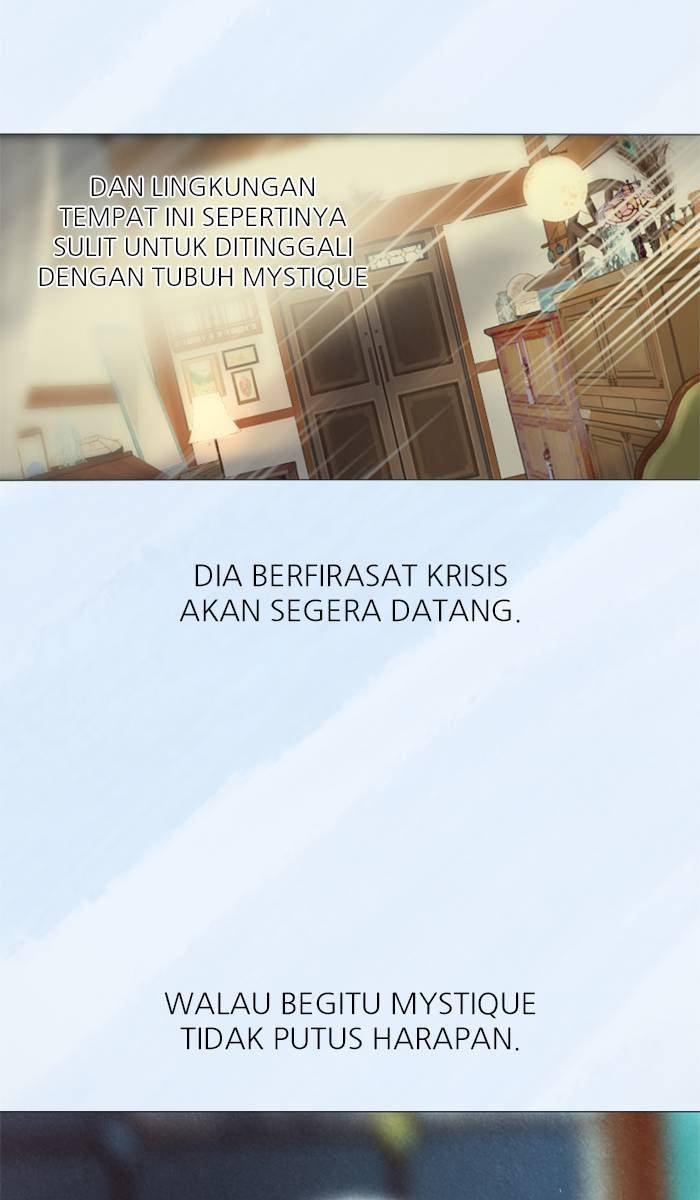 DAN LINGKUNGAN
TEMPAT INI SEPERTINYA
SULIT UNTUK DITINGGALI
DENGAN TUBUH MYSTIQUE
DIA BERFIRASAT KRISIS
AKAN SEGERA DATANG.
WALAU BEGITU MYSTIQUE
TIDAK PUTUS HARAPAN.